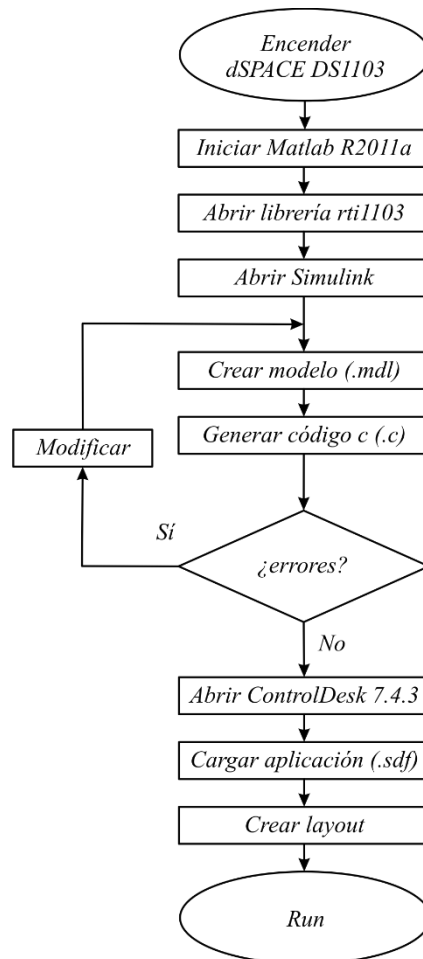 Encender
dSPACE DS1103
Iniciar Matlab R2011a
Abrir librería rti1103
Abrir Simulink
Crear modelo (.mdl)
Generar código c (.c)
Modificar
Sí
¿errores?
No
Abrir ControlDesk 7.4.3
Cargar aplicación (.sdf)
Crear layout
Run